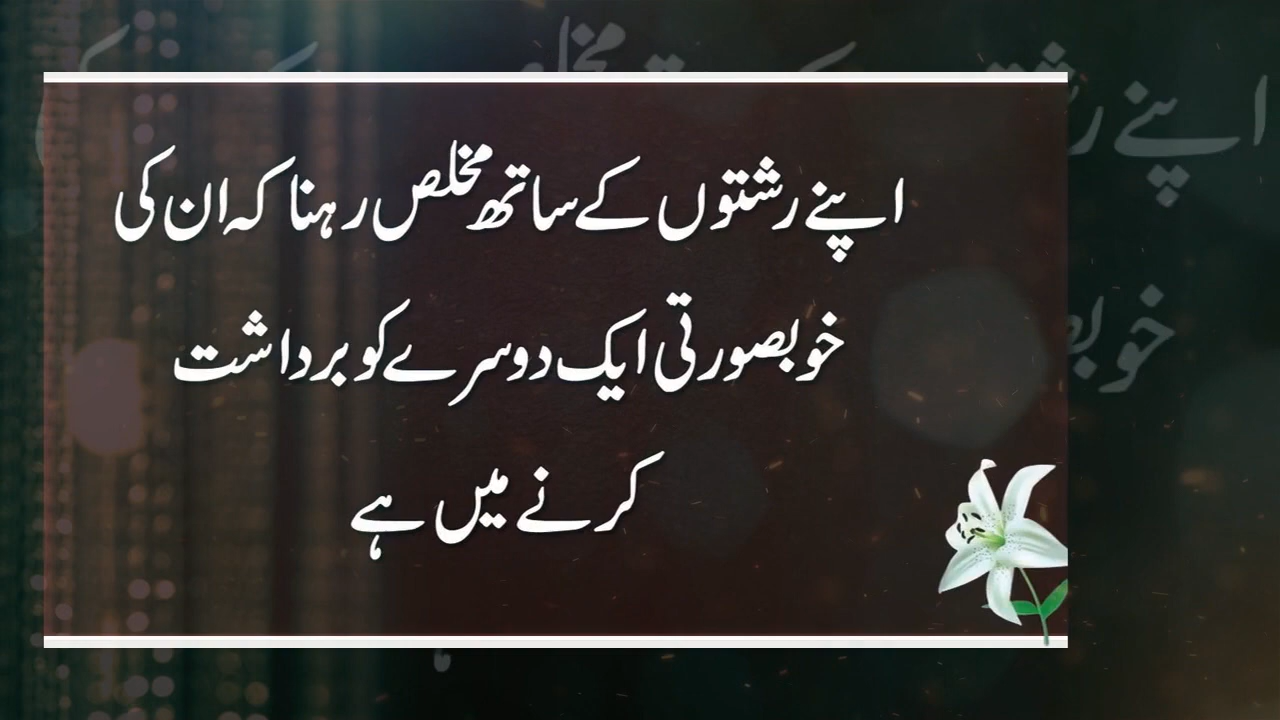 اپنے رشتوں کے ساتھ مخلص رہنا کہ ان کی
خوبصورتی ایک دوسرے کو برداشت
کرنے میں ہے